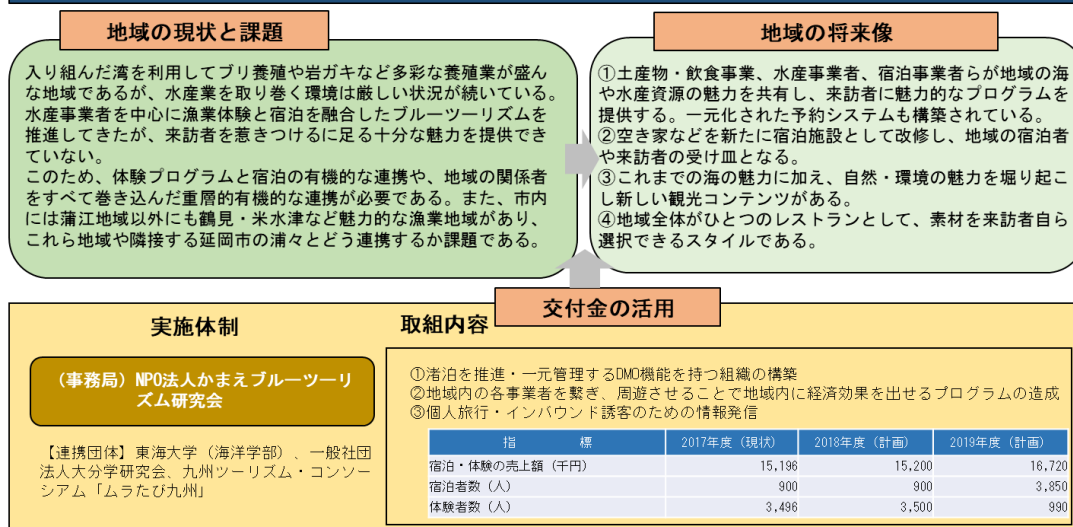 地域の現状と課題
入り組んだ湾を利用してブリ養殖や岩ガキなど多彩な養殖業が盛ん
な地域であるが、水産業を取り巻く環境は厳しい状況が続いている。
水産事業者を中心に漁業体験と宿泊を融合したブルーツーリズムを
推進してきたが、来訪者を惹きつけるに足る十分な魅力を提供でき
ていない。
このため、体験プログラムと宿泊の有機的な連携や、地域の関係者
をすべて巻き込んだ重層的有機的な連携が必要である。また、市内
には蒲江地域以外にも鶴見・米水津など魅力的な漁業地域があり、
これら地域や隣接する延岡市の浦々とどう連携するか課題である。
地域の将来像
①土産物・飲食事業、水産事業者、宿泊事業者らが地域の海
や水産資源の魅力を共有し、来訪者に魅力的なプログラムを
提供する。一元化された予約システムも構築されている。
②空き家などを新たに宿泊施設として改修し、地域の宿泊者
や来訪者の受け皿となる。
③これまでの海の魅力に加え、自然・環境の魅力を堀り起こ
し新しい観光コンテンツがある。
④地域全体がひとつのレストランとして、素材を来訪者自ら
選択できるスタイルである。
交付金の活用
実施体制
（事務局）NPO法人かまえブルーツーリ
ズム研究会
【連携団体】東海大学（海洋学部）、一般社団
法人大分学研究会、九州ツーリズム・コンソー
シアム「ムラたび九州」
取組内容
①渚泊を推進・一元管理するDMO機能を持つ組織の構築
②地域内の各事業者を繋ぎ、周遊させることで地域内に経済効果を出せるプログラムの造成
③個人旅行・インバウンド誘客のための情報発信
指 標 2017年度（現状） 2018年度（計画） 2019年度（計画）
宿泊・体験の売上額（千円） 15,196 15,200 16,720
宿泊者数（人） 900 900 3,850
体験者数（人） 3,496 3,500 990